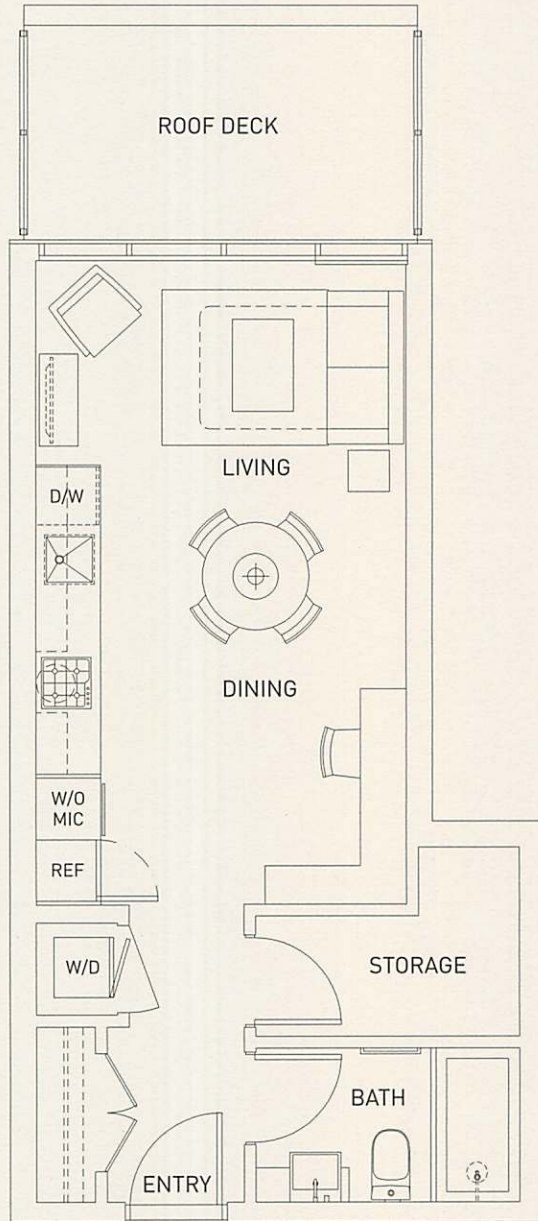 ROOF DECK
LIVING
D/W
DINING
W/O
MIC
REF
W/D
STORAGE
BATH
ENTRY